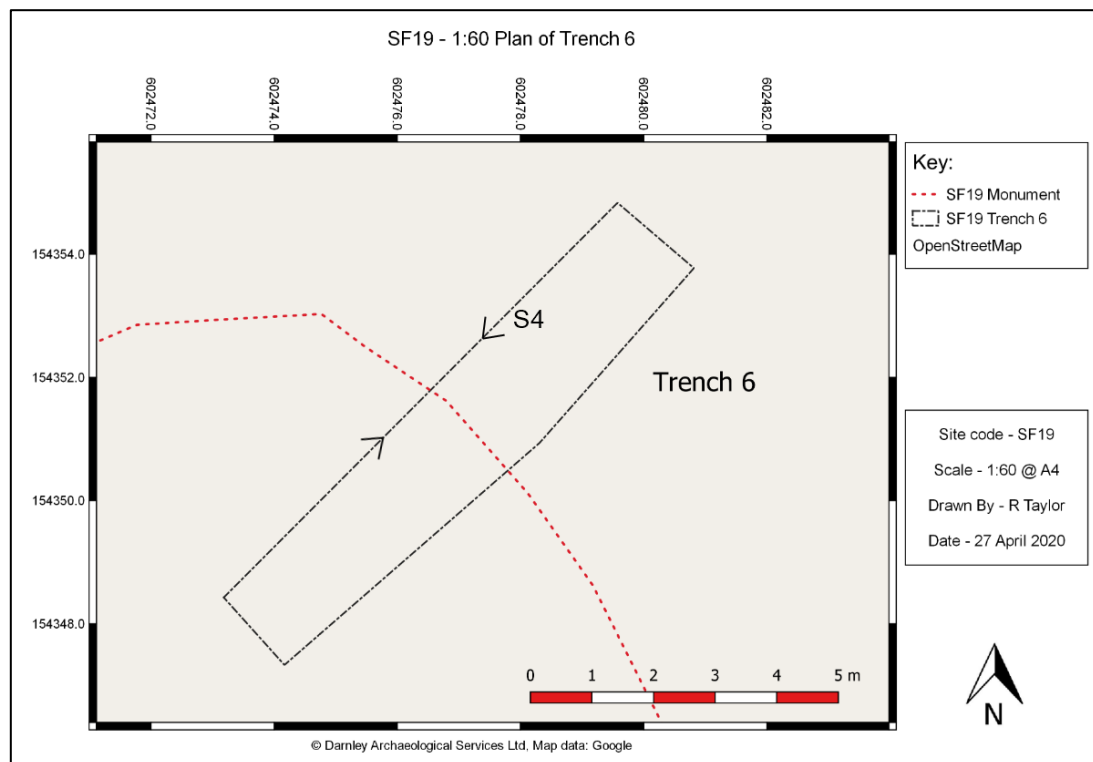 SF19 - 1:60 Plan of Trench 6
602472.0
602474.0
602476.0
602478.0
602480.0
602482.0
154354.0
154352.0
154350.0
154348.0
S4
Trench 6
0 1 2 3 4 5 m
© Darnley Archaeological Services Ltd, Map data: Google
Key:
SF19 Monument
SF19 Trench 6
OpenStreetMap
Site code - SF19
Scale - 1:60 @ A4
Drawn By - R Taylor
Date - 27 April 2020
N